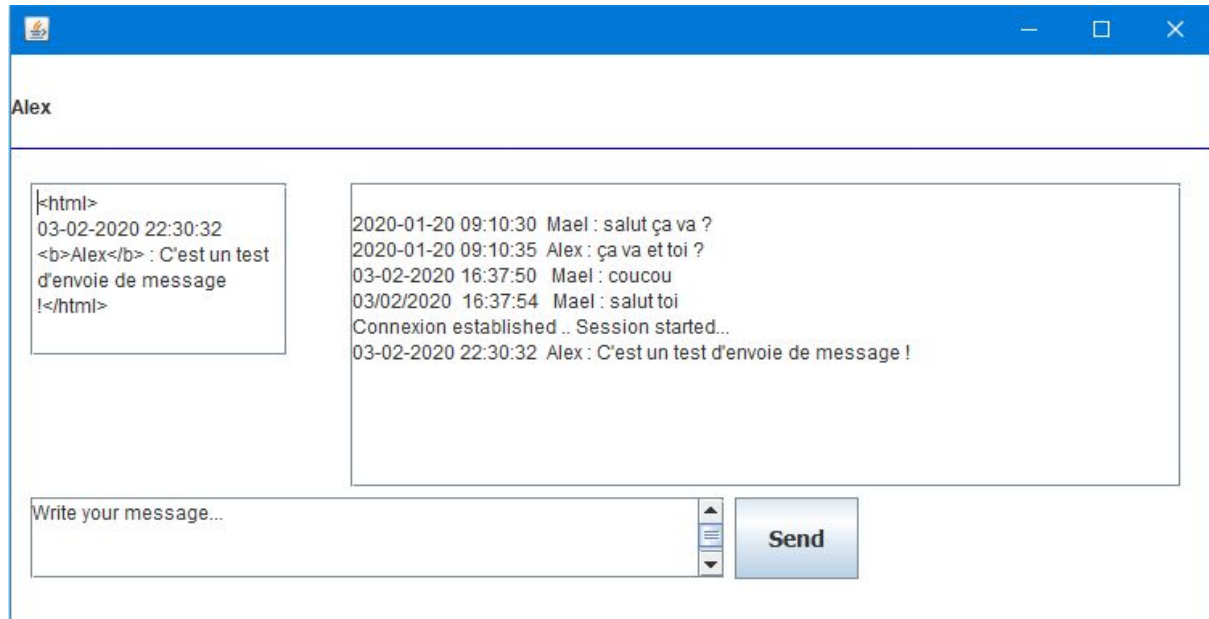 Alex
<html>
03-02-2020 22:30:32
<b>Alex</b> : C'est un test
d'envoie de message
!</html>
2020-01-20 09:10:30 Mael : salut ça va ?
2020-01-20 09:10:35 Alex : ça va et toi ?
03-02-2020 16:37:50 Mael : coucou
03/02/2020 16:37:54 Mael : salut toi
Connexion established .. Session started...
03-02-2020 22:30:32 Alex : C'est un test d'envoie de message !
Write your message...
Send